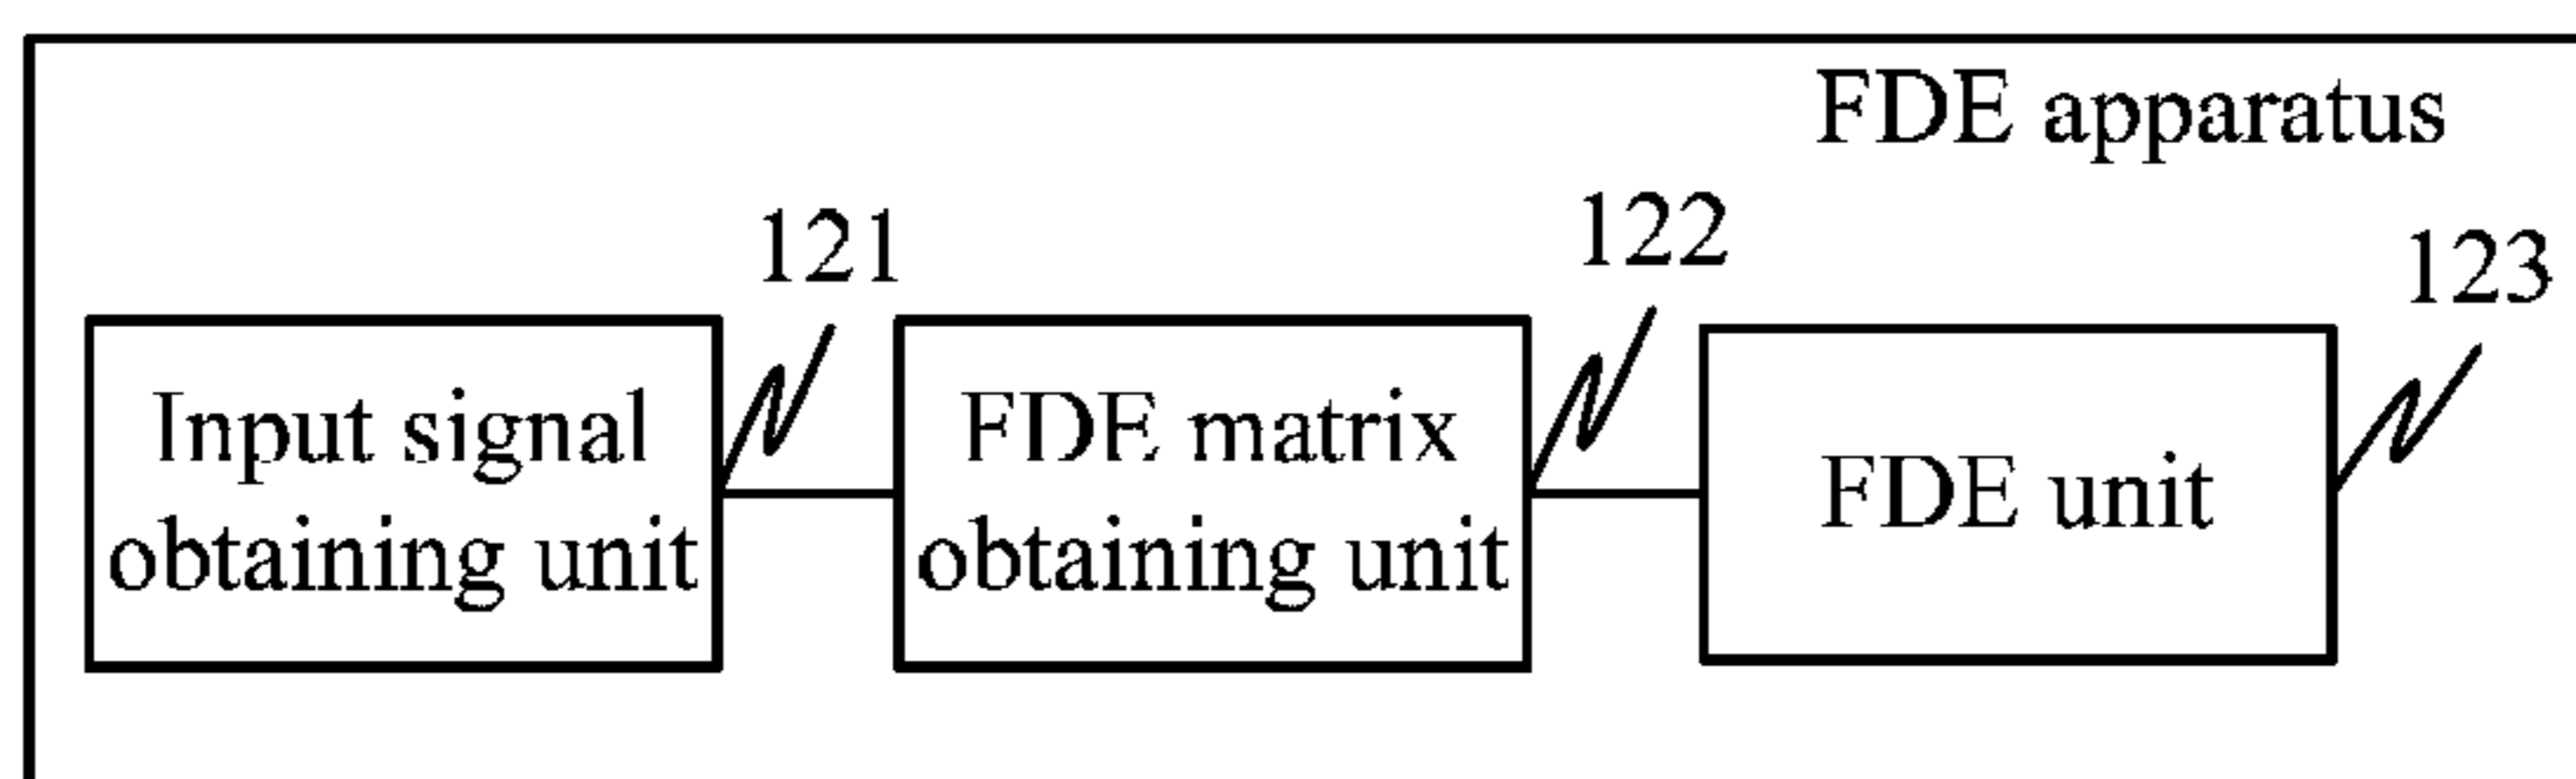 FDE apparatus
121
122
123
Input signal
obtaining unit
FDE matrix
obtaining unit
FDE unit